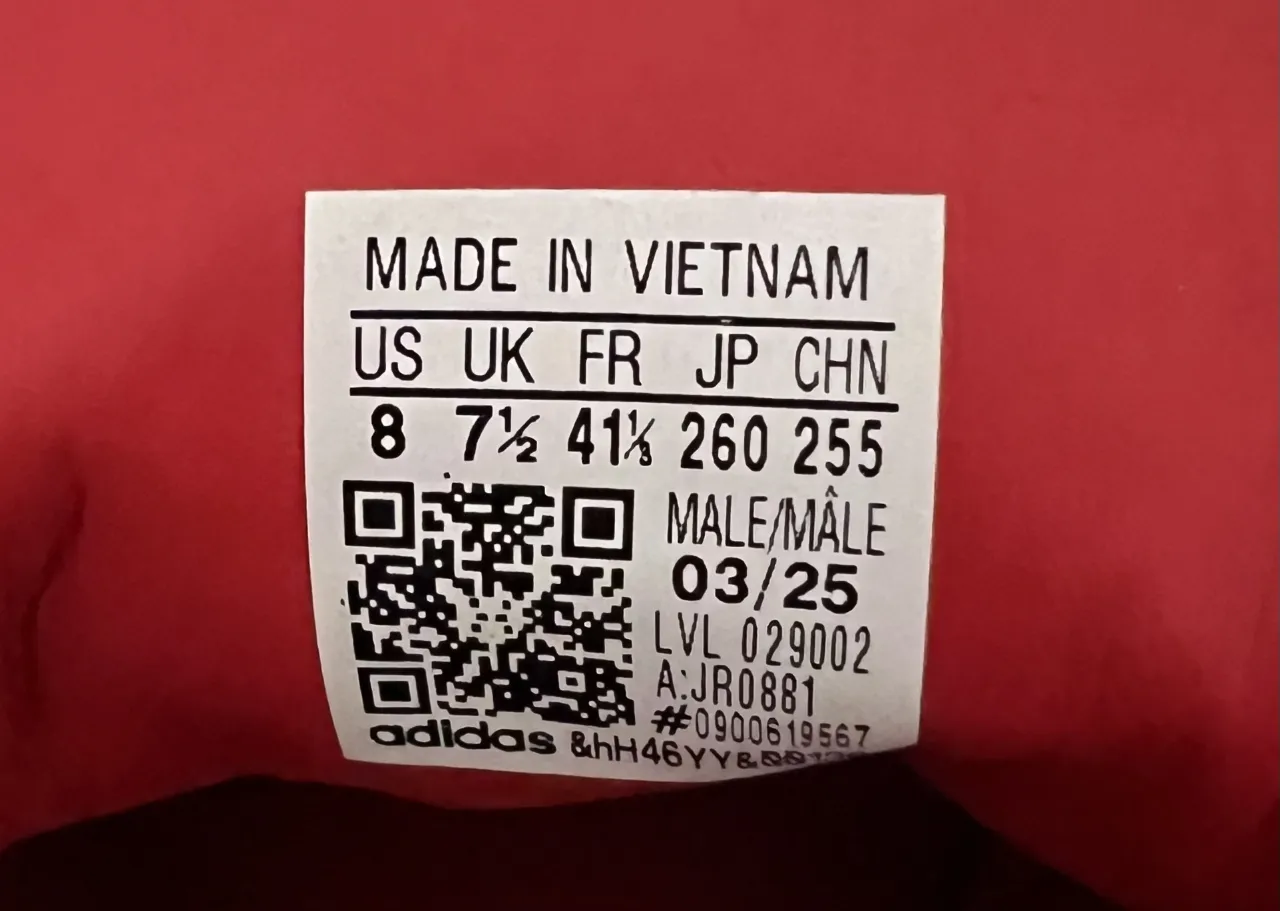 MADE IN VIETNAM
US UK FR JP CHN
8 7½ 41⅓ 260 255
MALE/MÂLE
03/25
LVL 029002
A:JR0881
#0900619567
adidas